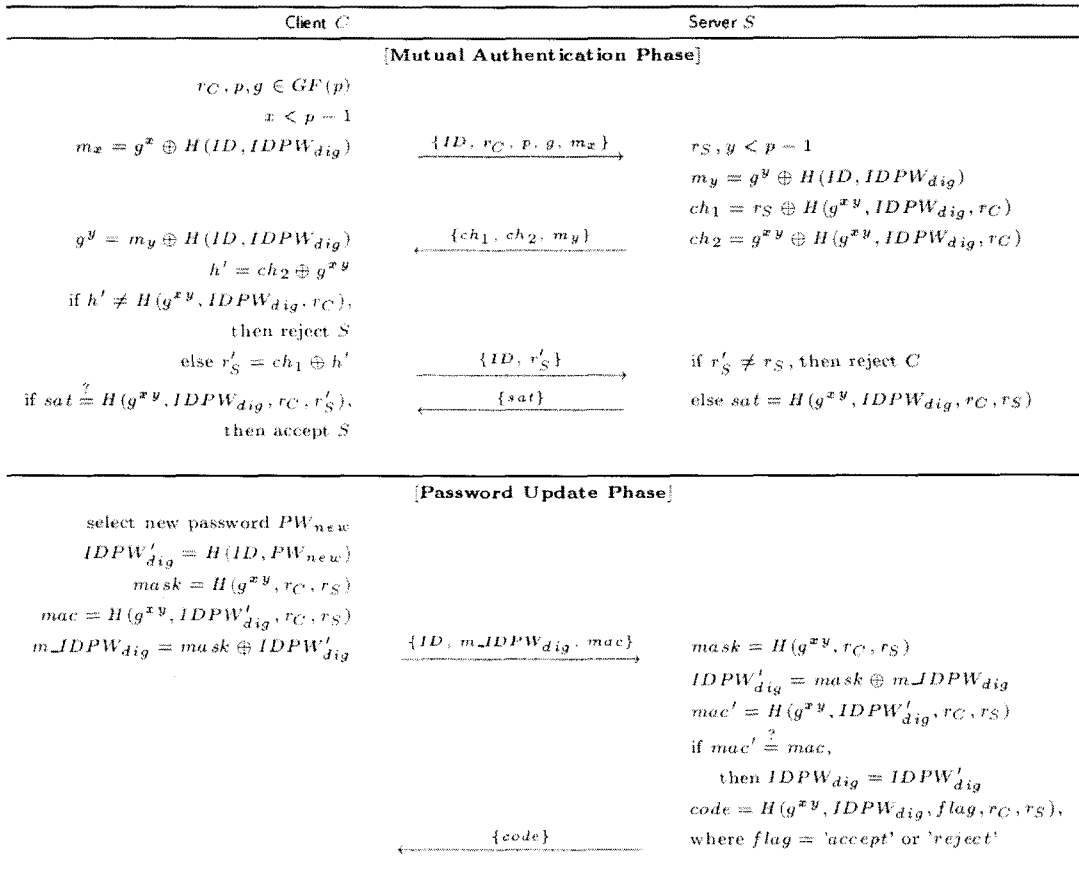 Client C Server S
[Mutual Authentication Phase]
r_C, p, g ∈ GF(p)
x < p − 1
m_x = g^x ⊕ H(ID, IDPW_dig) {ID, r_C, p, g, m_x} r_S, y < p − 1
m_y = g^y ⊕ H(ID, IDPW_dig)
ch_1 = r_S ⊕ H(g^xy, IDPW_dig, r_C)
g^y = m_y ⊕ H(ID, IDPW_dig) {ch_1, ch_2, m_y} ch_2 = g^xy ⊕ H(g^xy, IDPW_dig, r_C)
h′ = ch_2 ⊕ g^xy
if h′ ≠ H(g^xy, IDPW_dig, r_C),
then reject S
else r′_S = ch_1 ⊕ h′ {ID, r′_S} if r′_S ≠ r_S, then reject C
if sat ≟ H(g^xy, IDPW_dig, r_C, r′_S), {sat} else sat = H(g^xy, IDPW_dig, r_C, r_S)
then accept S
[Password Update Phase]
select new password PW_new
IDPW′_dig = H(ID, PW_new)
mask = H(g^xy, r_C, r_S)
mac = H(g^xy, IDPW′_dig, r_C, r_S)
m_IDPW_dig = mask ⊕ IDPW′_dig {ID, m_IDPW_dig, mac} mask = H(g^xy, r_C, r_S)
IDPW′_dig = mask ⊕ m_IDPW_dig
mac′ = H(g^xy, IDPW′_dig, r_C, r_S)
if mac′ ≟ mac,
then IDPW_dig = IDPW′_dig
code = H(g^xy, IDPW_dig, flag, r_C, r_S),
{code} where flag = 'accept' or 'reject'